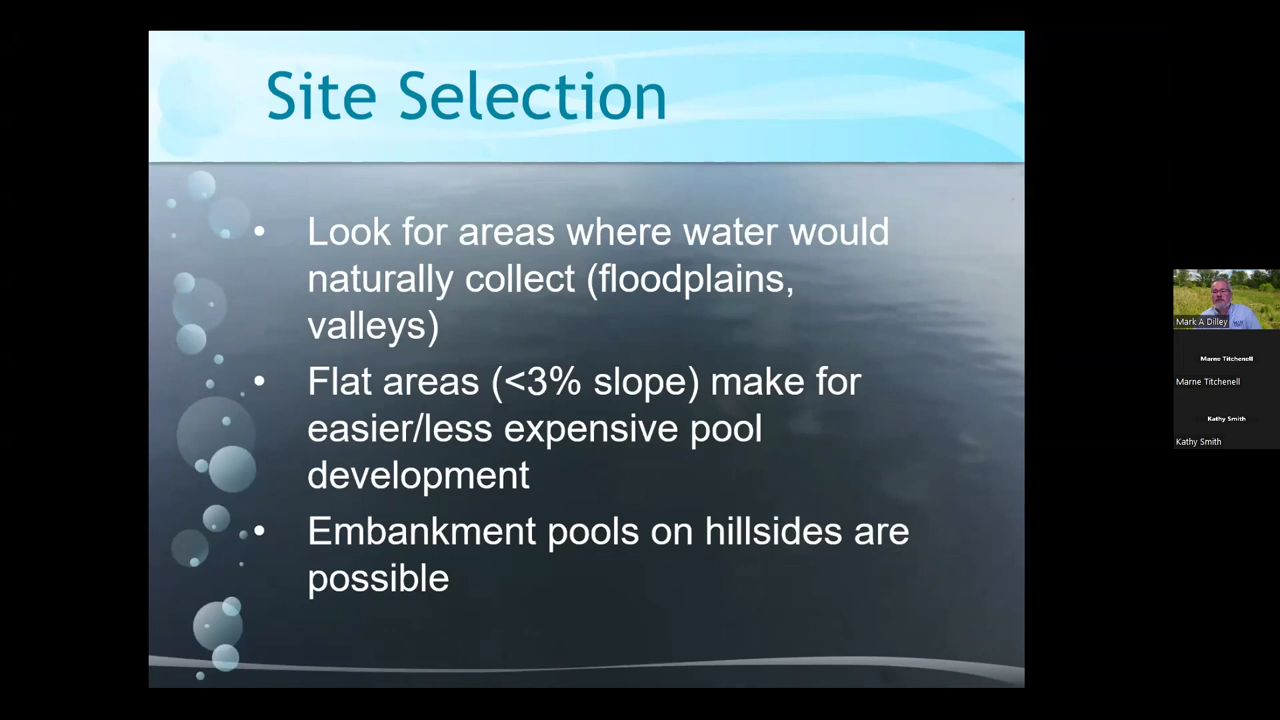 Site Selection
• Look for areas where water would
naturally collect (floodplains,
valleys)
• Flat areas (<3% slope) make for
easier/less expensive pool
development
• Embankment pools on hillsides are
possible
Mark A Dilley
Marne Titchenell
Marne Titchenell
Kathy Smith
Kathy Smith